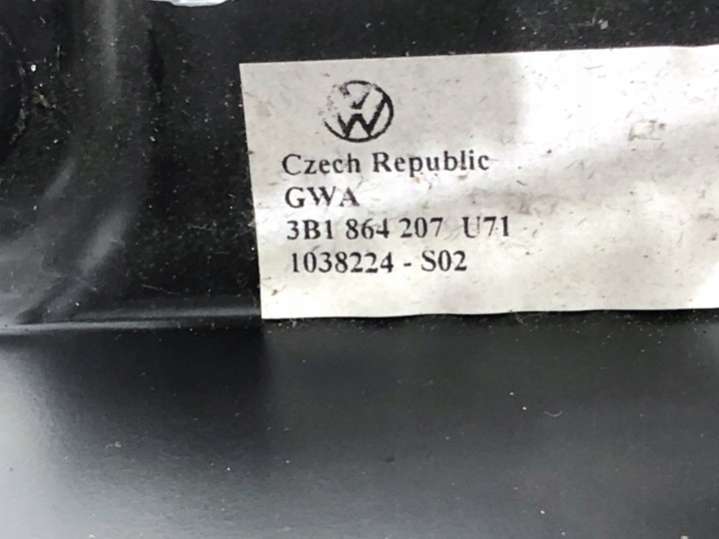 Czech Republic
GWA
3B1 864 207 U71
1038224 - S02